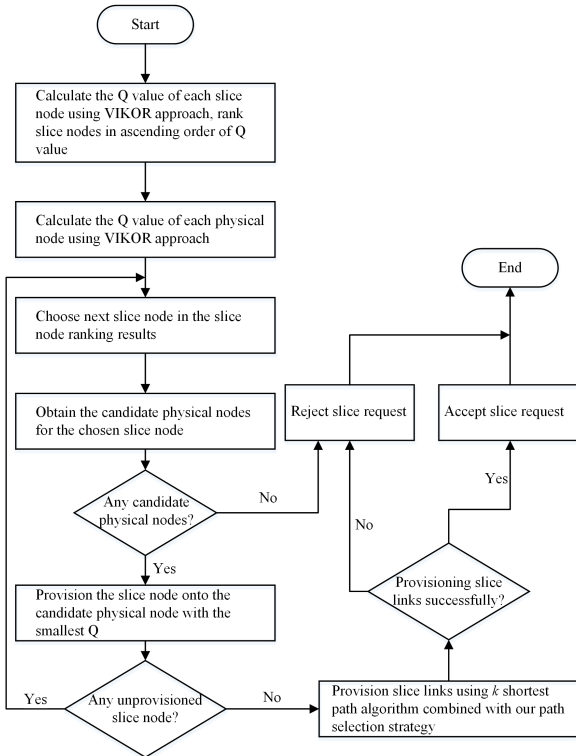 Start
Calculate the Q value of each slice
node using VIKOR approach, rank
slice nodes in ascending order of Q
value
Calculate the Q value of each physical
node using VIKOR approach
Choose next slice node in the slice
node ranking results
Obtain the candidate physical nodes
for the chosen slice node
Any candidate
physical nodes?
No
Yes
Provision the slice node onto the
candidate physical node with the
smallest Q
Any unprovisioned
slice node?
Yes
No
Provision slice links using k shortest
path algorithm combined with our path
selection strategy
Provisioning slice
links successfully?
No
Yes
Reject slice request
Accept slice request
End